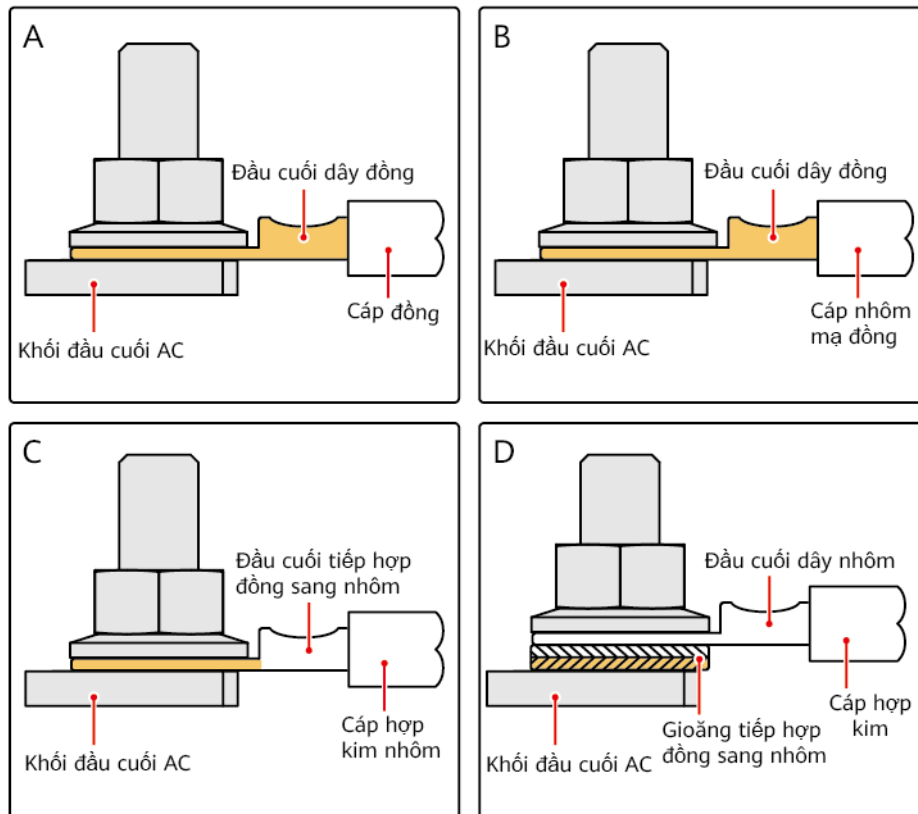 A
Đầu cuối dây đồng
Cáp đồng
Khối đầu cuối AC
B
Đầu cuối dây đồng
Cáp nhôm
mạ đồng
Khối đầu cuối AC
C
Đầu cuối tiếp hợp
đồng sang nhôm
Cáp hợp
kim nhôm
Khối đầu cuối AC
D
Đầu cuối dây nhôm
Cáp hợp
kim
Gioăng tiếp hợp
đồng sang nhôm
Khối đầu cuối AC